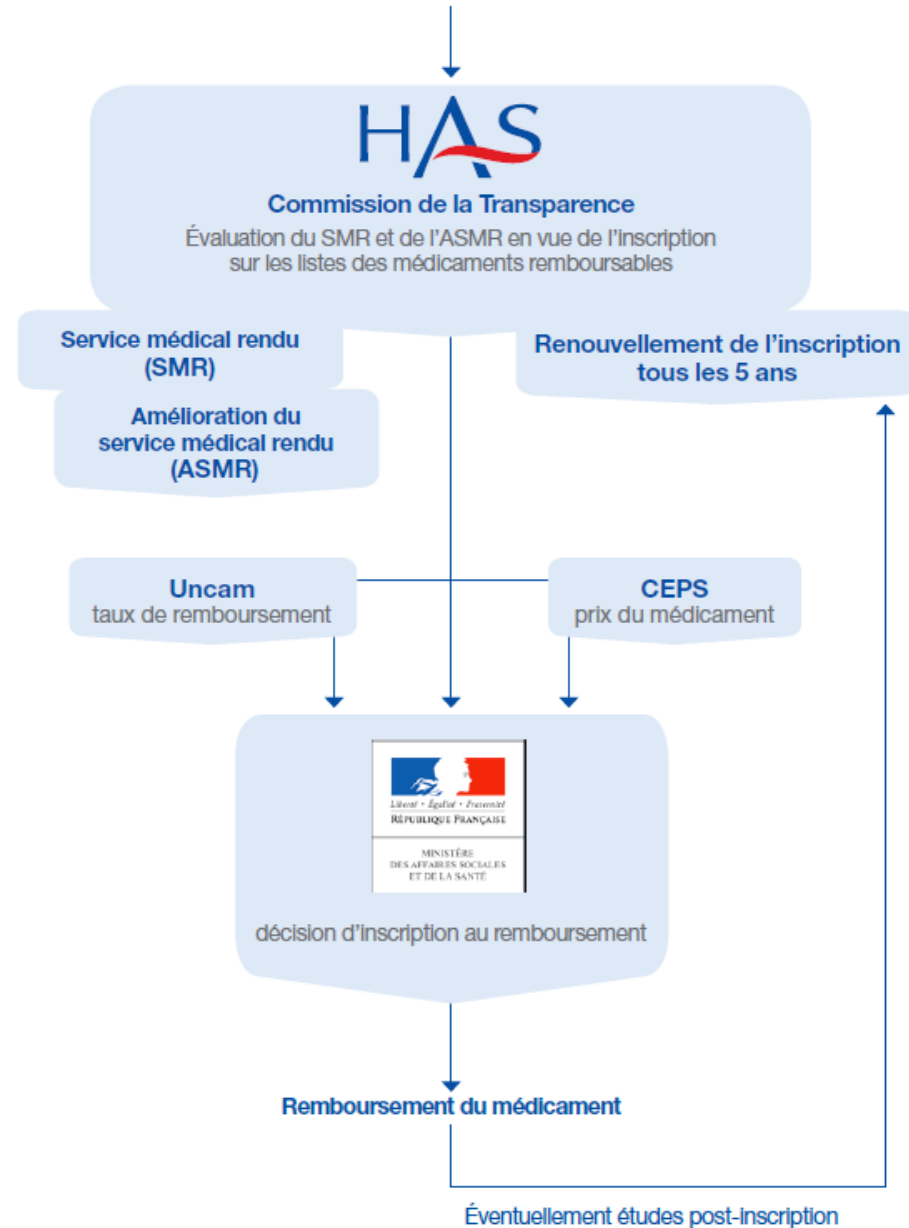 HAS
Commission de la Transparence
Évaluation du SMR et de l’ASMR en vue de l’inscription
sur les listes des médicaments remboursables
Service médical rendu
(SMR)
Renouvellement de l’inscription
tous les 5 ans
Amélioration du
service médical rendu
(ASMR)
Uncam
taux de remboursement
CEPS
prix du médicament
Liberté • Égalité • Fraternité
RÉPUBLIQUE FRANÇAISE
MINISTÈRE
DES AFFAIRES SOCIALES
ET DE LA SANTÉ
décision d’inscription au remboursement
Remboursement du médicament
Éventuellement études post-inscription